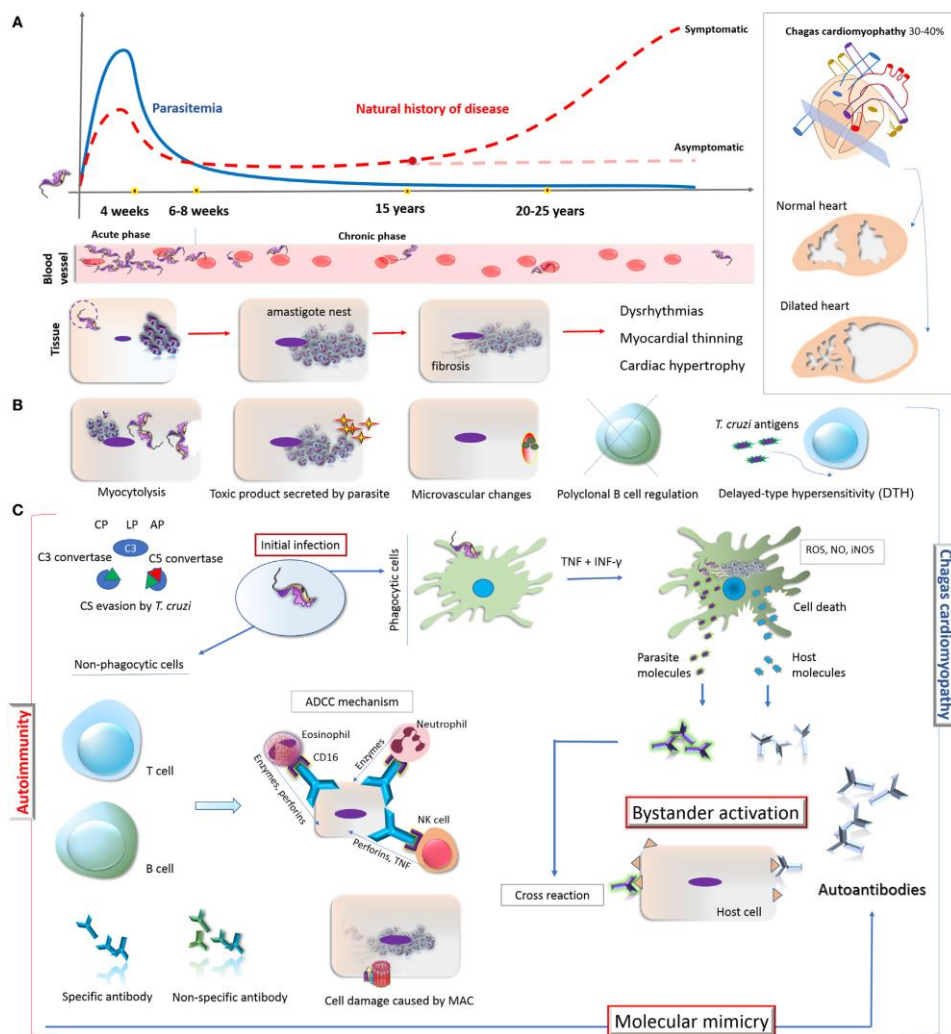 A
Symptomatic
Parasitemia
Natural history of disease
Asymptomatic
4 weeks
6-8 weeks
15 years
20-25 years
Acute phase
Chronic phase
Blood
vessel
Tissue
amastigote nest
fibrosis
Dysrhythmias
Myocardial thinning
Cardiac hypertrophy
Chagas cardiomyophathy 30-40%
Normal heart
Dilated heart
B
Myocytolysis
Toxic product secreted by parasite
Microvascular changes
Polyclonal B cell regulation
T. cruzi antigens
Delayed-type hypersensitivity (DTH)
C
CP LP AP
C3
C3 convertase
C5 convertase
CS evasion by T. cruzi
Initial infection
Phagocytic cells
TNF + INF-γ
ROS, NO, iNOS
Cell death
Parasite
molecules
Host
molecules
Non-phagocytic cells
T cell
B cell
ADCC mechanism
Eosinophil
CD16
Neutrophil
Enzymes
Enzymes, perforins
NK cell
Perforins, TNF
Bystander activation
Cross reaction
Host cell
Autoantibodies
Specific antibody
Non-specific antibody
Cell damage caused by MAC
Molecular mimicry
Autoimmunity
Chagas cardiomyopathy